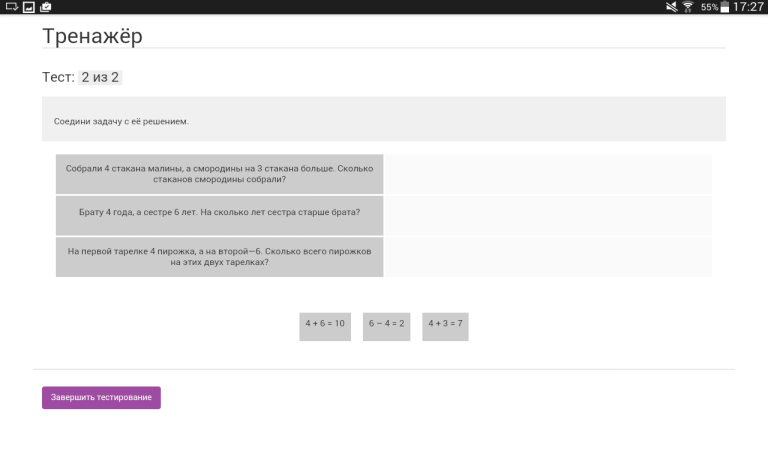 55% 17:27
Тренажёр
Тест: 2 из 2
Соедини задачу с её решением.
Собрали 4 стакана малины, а смородины на 3 стакана больше. Сколько
стаканов смородины собрали?
Брату 4 года, а сестре 6 лет. На сколько лет сестра старше брата?
На первой тарелке 4 пирожка, а на второй—6. Сколько всего пирожков
на этих двух тарелках?
4 + 6 = 10 6 – 4 = 2 4 + 3 = 7
Завершить тестирование